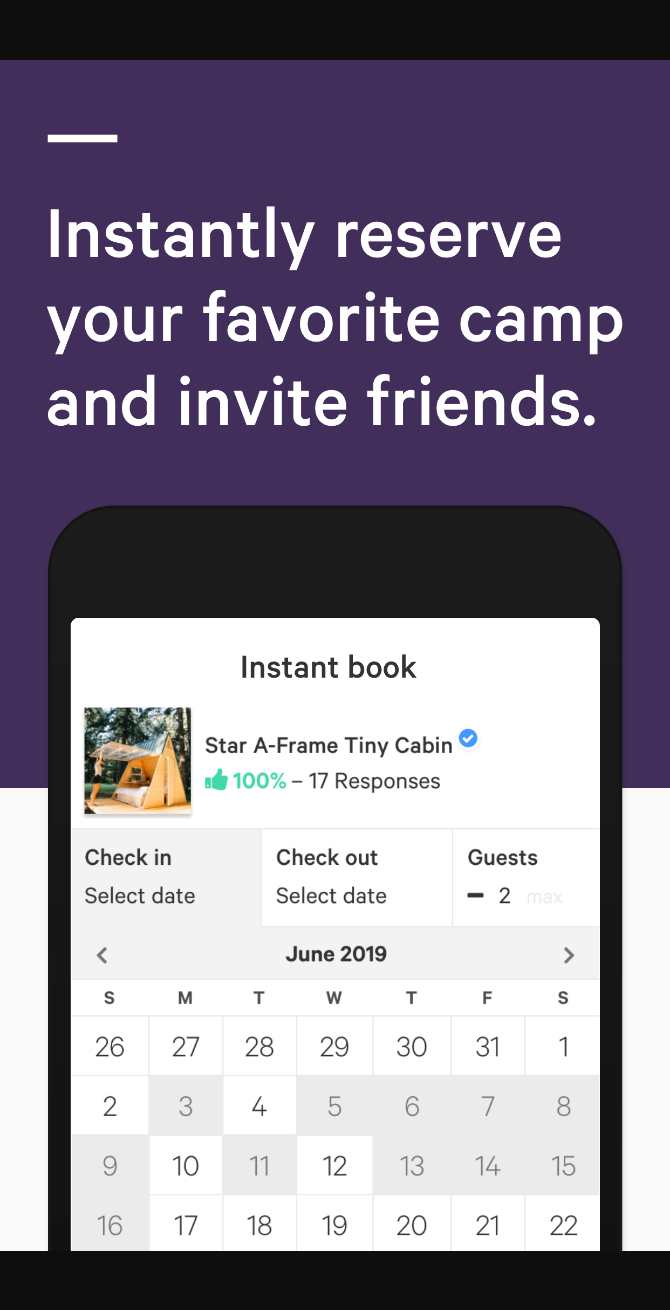 Instantly reserve
your favorite camp
and invite friends.
Instant book
Star A-Frame Tiny Cabin
100% – 17 Responses
Check in Check out Guests
Select date Select date 2 max
June 2019
S M T W T F S
26 27 28 29 30 31 1
2 3 4 5 6 7 8
9 10 11 12 13 14 15
16 17 18 19 20 21 22